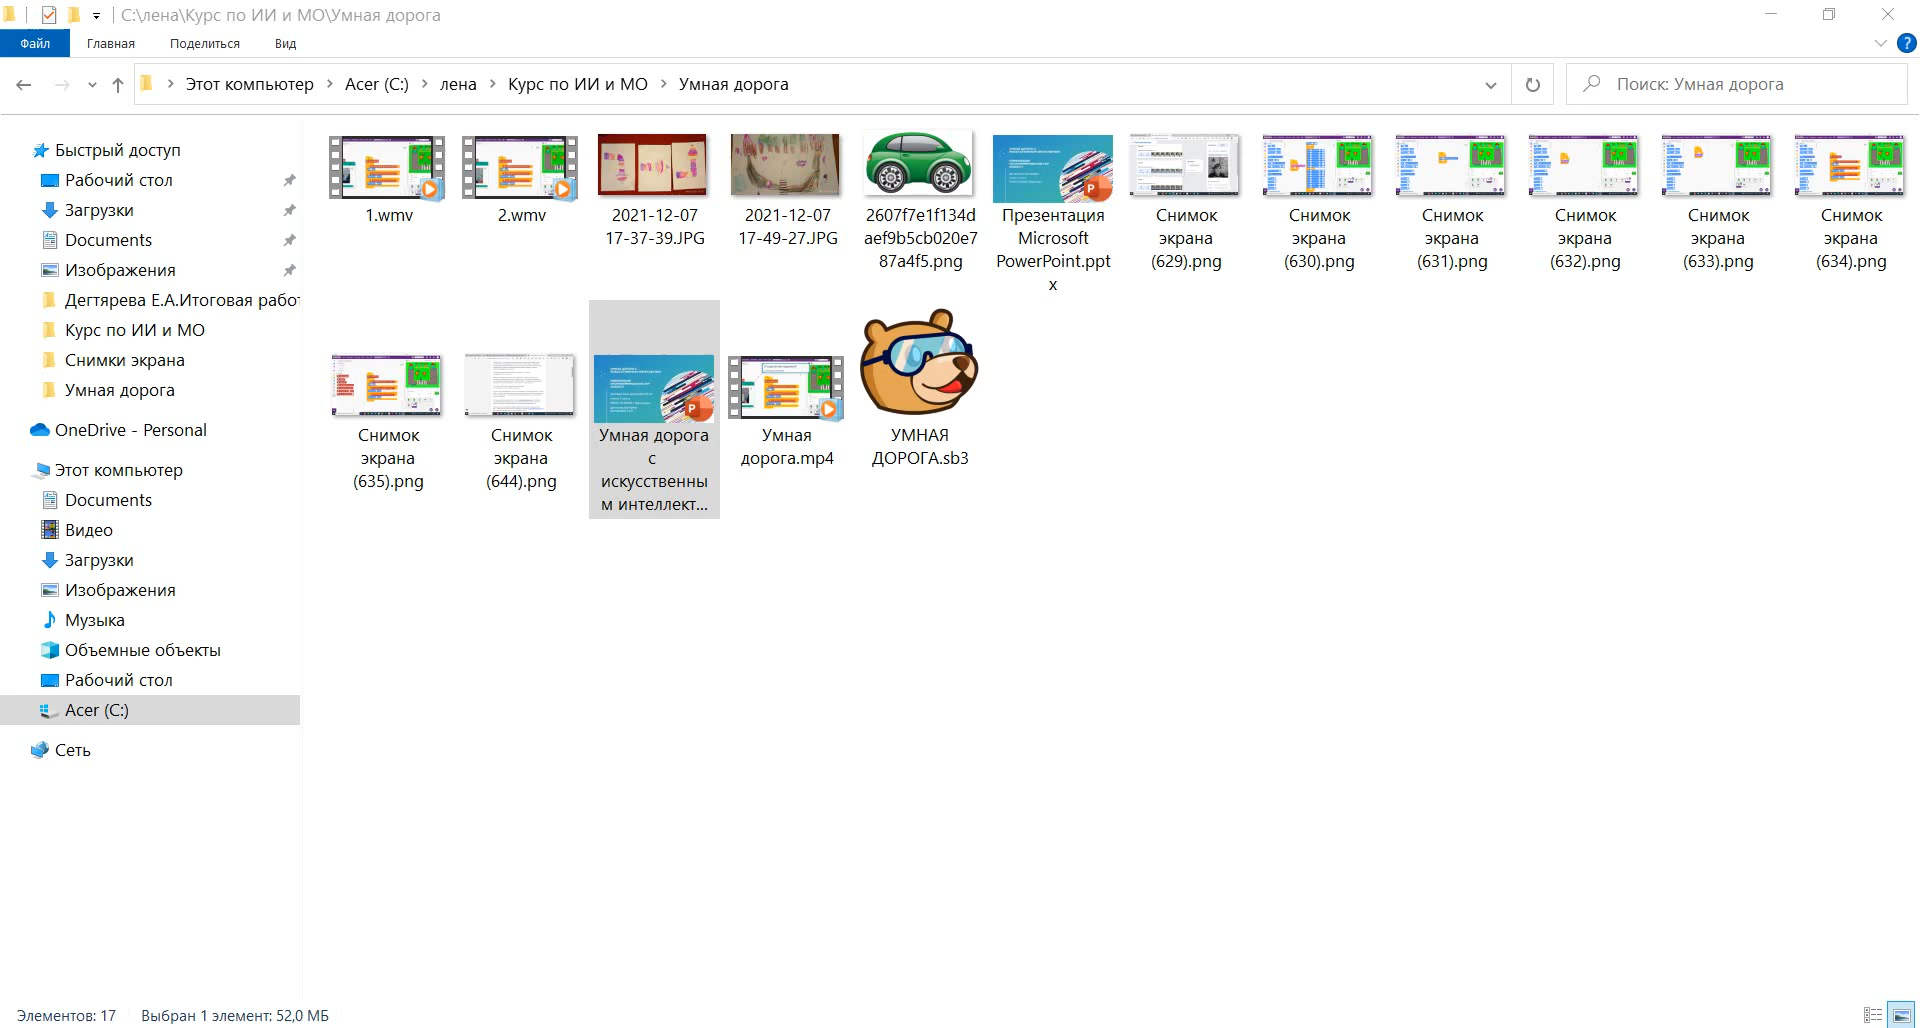 C:\лена\Курс по ИИ и МО\Умная дорога
Файл
Главная
Поделиться
Вид
Этот компьютер
Acer (C:)
лена
Курс по ИИ и МО
Умная дорога
Поиск: Умная дорога
Быстрый доступ
Рабочий стол
Загрузки
Documents
Изображения
Дегтярева Е.А.Итоговая работ
Курс по ИИ и МО
Снимки экрана
Умная дорога
OneDrive - Personal
Этот компьютер
Documents
Видео
Загрузки
Изображения
Музыка
Объемные объекты
Рабочий стол
Acer (C:)
Сеть
1.wmv
2.wmv
2021-12-07
17-37-39.JPG
2021-12-07
17-49-27.JPG
2607f7e1f134d
aef9b5cb020e7
87a4f5.png
Презентация
Microsoft
PowerPoint.ppt
x
Снимок
экрана
(629).png
Снимок
экрана
(630).png
Снимок
экрана
(631).png
Снимок
экрана
(632).png
Снимок
экрана
(633).png
Снимок
экрана
(634).png
Снимок
экрана
(635).png
Снимок
экрана
(644).png
Умная дорога
с
искусственны
м интеллект...
Умная
дорога.mp4
УМНАЯ
ДОРОГА.sb3
Элементов: 17
Выбран 1 элемент: 52,0 МБ